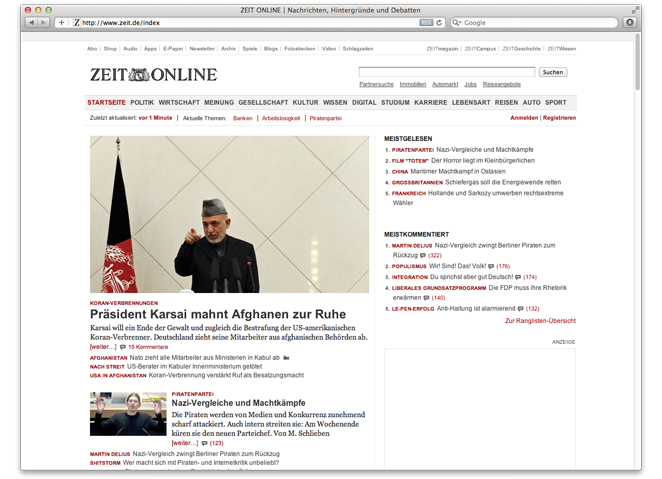 ZEIT ONLINE | Nachrichten, Hintergründe und Debatten
http://www.zeit.de/index
RSS
Google
Abo | Shop | Audio | Apps | E-Paper | Newsletter | Archiv | Spiele | Blogs | Fotostrecken | Video | Schlagzeilen
ZEITmagazin | ZEITCampus | ZEITGeschichte | ZEITWissen
ZEIT ONLINE
Suchen
Partnersuche Immobilien Automarkt Jobs Reiseangebote
STARTSEITE POLITIK WIRTSCHAFT MEINUNG GESELLSCHAFT KULTUR WISSEN DIGITAL STUDIUM KARRIERE LEBENSART REISEN AUTO SPORT
Zuletzt aktualisiert: vor 1 Minute | Aktuelle Themen: Banken | Arbeitslosigkeit | Piratenpartei
Anmelden | Registrieren
KORAN-VERBRENNUNGEN
Präsident Karsai mahnt Afghanen zur Ruhe
Karsai will ein Ende der Gewalt und zugleich die Bestrafung der US-amerikanischen
Koran-Verbrenner. Deutschland zieht seine Mitarbeiter aus afghanischen Behörden ab.
[weiter…] 15 Kommentare
AFGHANISTAN Nato zieht alle Mitarbeiter aus Ministerien in Kabul ab
NACH STREIT US-Berater im Kabuler Innenministerium getötet
USA IN AFGHANISTAN Koran-Verbrennung verstärkt Ruf als Besatzungsmacht
PIRATENPARTEI
Nazi-Vergleiche und Machtkämpfe
Die Piraten werden von Medien und Konkurrenz zunehmend
scharf attackiert. Auch intern streiten sie: Am Wochenende
küren sie den neuen Parteichef. Von M. Schlieben
[weiter…] (123)
MARTIN DELIUS Nazi-Vergleich zwingt Berliner Piraten zum Rückzug
SHITSTORM Wer macht sich mit Piraten- und Internetkritik unbeliebt?
MEISTGELESEN
1. PIRATENPARTEI Nazi-Vergleiche und Machtkämpfe
2. FILM "TOTEM" Der Horror liegt im Kleinbürgerlichen
3. CHINA Maritimer Machtkampf in Ostasien
4. GROSSBRITANNIEN Schiefergas soll die Energiewende retten
5. FRANKREICH Hollande und Sarkozy umwerben rechtsextreme
Wähler
MEISTKOMMENTIERT
1. MARTIN DELIUS Nazi-Vergleich zwingt Berliner Piraten zum
Rückzug (322)
2. POPULISMUS Wir! Sind! Das! Volk! (176)
3. INTEGRATION Du sprichst aber gut Deutsch! (174)
4. LIBERALES GRUNDSATZPROGRAMM Die FDP muss ihre Rhetorik
erwärmen (140)
5. LE-PEN-ERFOLG Anti-Haltung ist alarmierend (132)
Zur Ranglisten-Übersicht
ANZEIGE